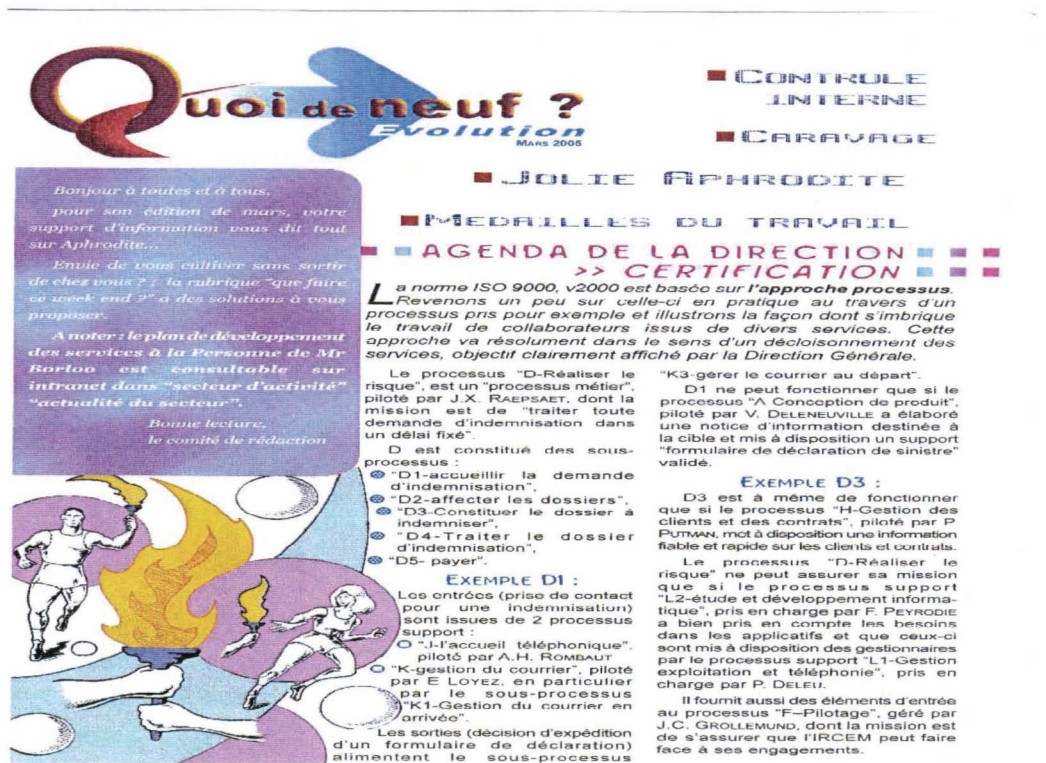 Quoi de neuf ?
Evolution
MARS 2005
CONTROLE
INTERNE
CARAVAGE
JOLIE APHRODITE
MEDAILLES DU TRAVAIL
Bonjour à toutes et à tous,
pour son édition de mars, votre
support d'information vous dit tout
sur Aphrodite...
Envie de vous cultiver sans sortir
de chez vous ? ; la rubrique "que faire
ce week end ?" a des solutions à vous
proposer.
A noter : le plan de développement
des services à la Personne de Mr
Borloo est consultable sur
intranet dans "secteur d'activité"
"actualité du secteur".
Bonne lecture,
le comité de rédaction
AGENDA DE LA DIRECTION
>> CERTIFICATION
La norme ISO 9000, v2000 est basée sur l'approche processus.
Revenons un peu sur celle-ci en pratique au travers d'un
processus pris pour exemple et illustrons la façon dont s'imbrique
le travail de collaborateurs issus de divers services. Cette
approche va résolument dans le sens d'un décloisonnement des
services, objectif clairement affiché par la Direction Générale.
Le processus "D-Réaliser le
risque", est un "processus métier",
piloté par J.X. RAEPSAET, dont la
mission est de "traiter toute
demande d'indemnisation dans
un délai fixé".
D est constitué des sous-
processus :
"D1-accueillir la demande
d'indemnisation",
"D2-affecter les dossiers",
"D3-Constituer le dossier à
indemniser",
"D4-Traiter le dossier
d'indemnisation",
"D5- payer".
EXEMPLE D1 :
Les entrées (prise de contact
pour une indemnisation)
sont issues de 2 processus
support :
"J-l'accueil téléphonique",
piloté par A.H. ROMBAUT
"K-gestion du courrier", piloté
par E LOYEZ, en particulier
par le sous-processus
"K1-Gestion du courrier en
arrivée".
Les sorties (décision d'expédition
d'un formulaire de déclaration)
alimentent le sous-processus
"K3-gérer le courrier au départ".
D1 ne peut fonctionner que si le
processus "A Conception de produit",
piloté par V. DELENEUVILLE a élaboré
une notice d'information destinée à
la cible et mis à disposition un support
"formulaire de déclaration de sinistre"
validé.
EXEMPLE D3 :
D3 est à même de fonctionner
que si le processus "H-Gestion des
clients et des contrats", piloté par P
PUTMAN, met à disposition une information
fiable et rapide sur les clients et contrats.
Le processus "D-Réaliser le
risque" ne peut assurer sa mission
que si le processus support
"L2-étude et développement informa-
tique", pris en charge par F. PEYRODIE
a bien pris en compte les besoins
dans les applicatifs et que ceux-ci
sont mis à disposition des gestionnaires
par le processus support "L1-Gestion
exploitation et téléphonie", pris en
charge par P. DELEU.
Il fournit aussi des éléments d'entrée
au processus "F–Pilotage", géré par
J.C. GROLLEMUND, dont la mission est
de s'assurer que l'IRCEM peut faire
face à ses engagements.